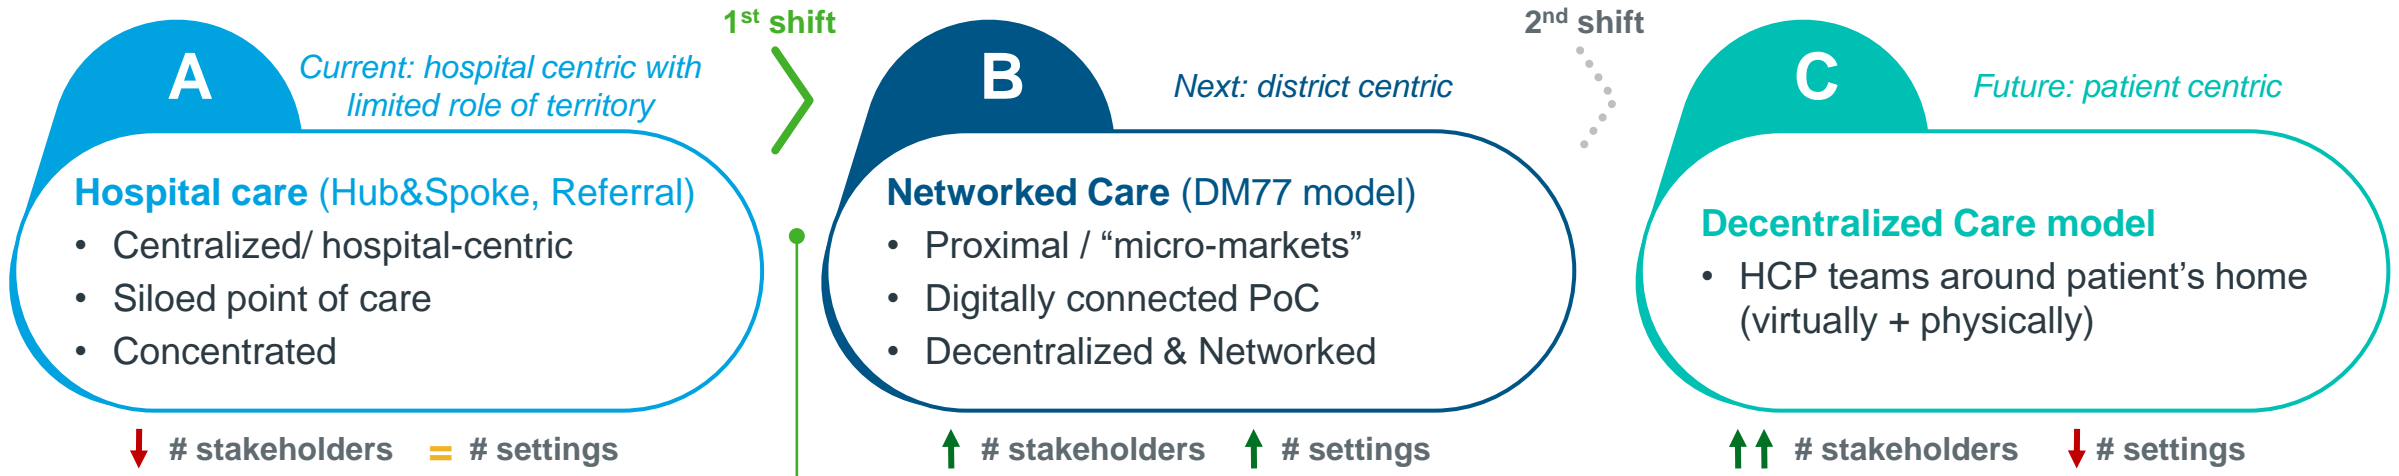 1st shift
2nd shift
A
Current: hospital centric with
limited role of territory
B
Next: district centric
C
Future: patient centric
Hospital care (Hub&Spoke, Referral)
• Centralized/ hospital-centric
• Siloed point of care
• Concentrated
Networked Care (DM77 model)
• Proximal / “micro-markets”
• Digitally connected PoC
• Decentralized & Networked
Decentralized Care model
• HCP teams around patient’s home
(virtually + physically)
↓ # stakeholders = # settings
↑ # stakeholders ↑ # settings
↑↑ # stakeholders ↓ # settings